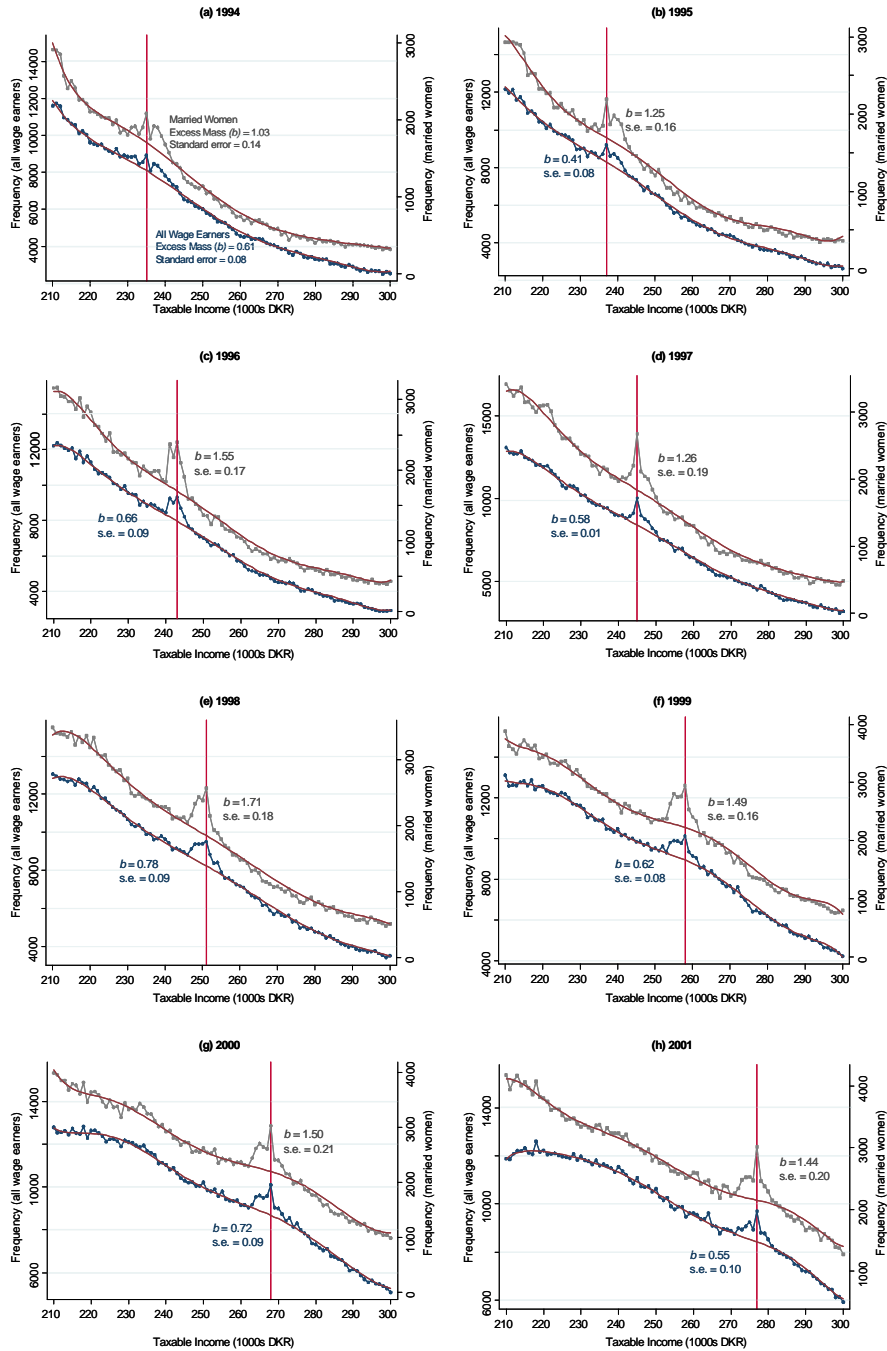 (a) 1994
Frequency (all wage earners)
4000 6000 8000 10000 12000 14000
Married Women
Excess Mass (b) = 1.03
Standard error = 0.14
All Wage Earners
Excess Mass (b) = 0.61
Standard error = 0.08
0 1000 2000 3000
Frequency (married women)
210 220 230 240 250 260 270 280 290 300
Taxable Income (1000s DKR)
(b) 1995
Frequency (all wage earners)
4000 8000 12000
b = 1.25
s.e. = 0.16
b = 0.41
s.e. = 0.08
0 1000 2000 3000
Frequency (married women)
210 220 230 240 250 260 270 280 290 300
Taxable Income (1000s DKR)
(c) 1996
Frequency (all wage earners)
4000 8000 12000
b = 1.55
s.e. = 0.17
b = 0.66
s.e. = 0.09
0 1000 2000 3000
Frequency (married women)
210 220 230 240 250 260 270 280 290 300
Taxable Income (1000s DKR)
(d) 1997
Frequency (all wage earners)
5000 10000 15000
b = 1.26
s.e. = 0.19
b = 0.58
s.e. = 0.01
0 1000 2000 3000
Frequency (married women)
210 220 230 240 250 260 270 280 290 300
Taxable Income (1000s DKR)
(e) 1998
Frequency (all wage earners)
4000 8000 12000
b = 1.71
s.e. = 0.18
b = 0.78
s.e. = 0.09
0 1000 2000 3000
Frequency (married women)
210 220 230 240 250 260 270 280 290 300
Taxable Income (1000s DKR)
(f) 1999
Frequency (all wage earners)
4000 8000 12000
b = 1.49
s.e. = 0.16
b = 0.62
s.e. = 0.08
0 1000 2000 3000 4000
Frequency (married women)
210 220 230 240 250 260 270 280 290 300
Taxable Income (1000s DKR)
(g) 2000
Frequency (all wage earners)
6000 10000 14000
b = 1.50
s.e. = 0.21
b = 0.72
s.e. = 0.09
0 1000 2000 3000 4000
Frequency (married women)
210 220 230 240 250 260 270 280 290 300
Taxable Income (1000s DKR)
(h) 2001
Frequency (all wage earners)
6000 10000 14000
b = 1.44
s.e. = 0.20
b = 0.55
s.e. = 0.10
1000 2000 3000 4000
Frequency (married women)
210 220 230 240 250 260 270 280 290 300
Taxable Income (1000s DKR)